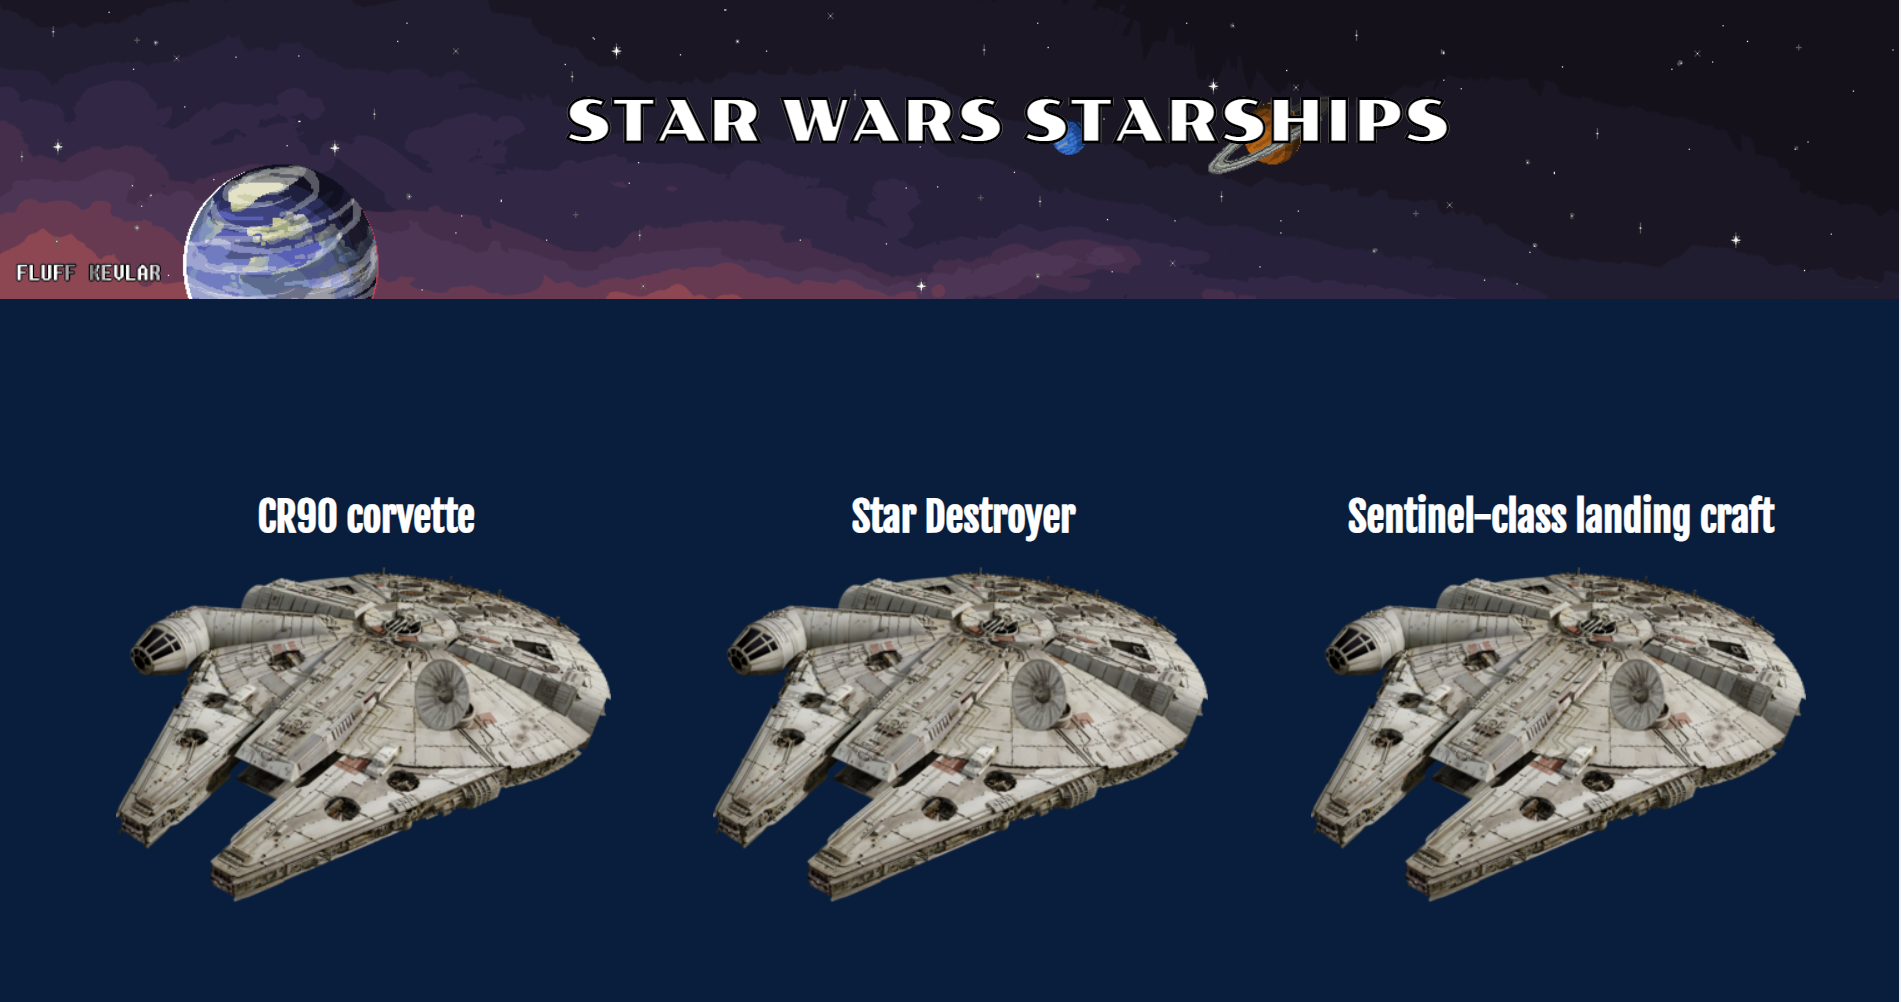 STAR WARS STARSHIPS
FLUFF KEVLAR
CR90 corvette
Star Destroyer
Sentinel-class landing craft